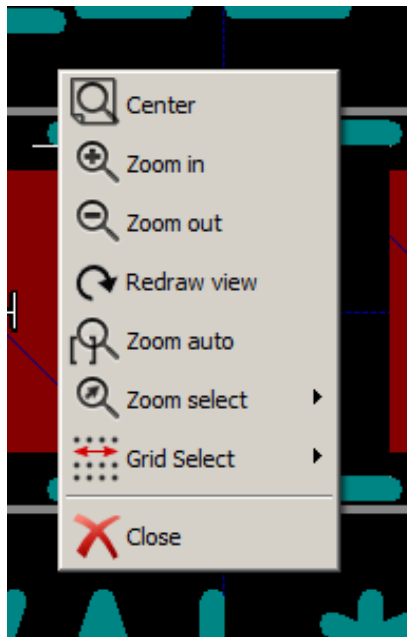 Center
Zoom in
Zoom out
Redraw view
Zoom auto
Zoom select
Grid Select
Close